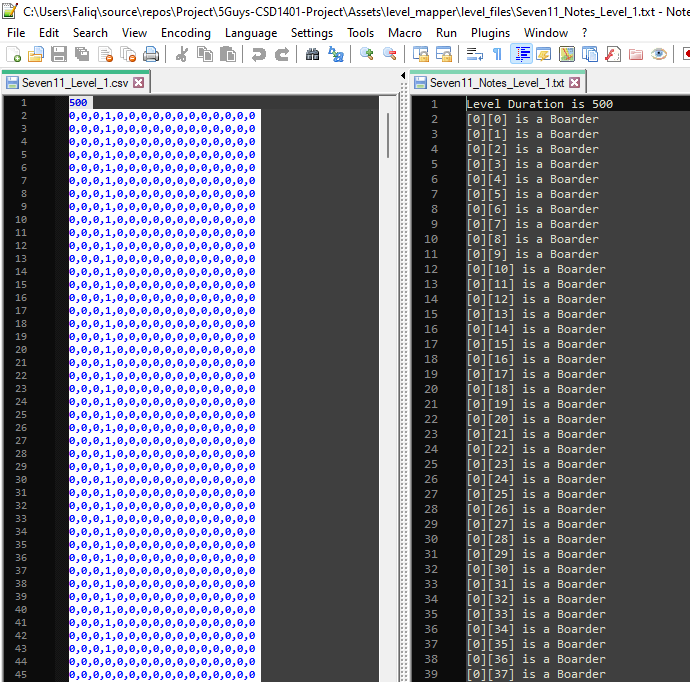 C:\Users\Faliq\source\repos\Project\5Guys-CSD1401-Project\Assets\level_mapper\level_files\Seven11_Notes_Level_1.txt - Note
File Edit Search View Encoding Language Settings Tools Macro Run Plugins Window ?
Seven11_Level_1.csv
1 500
2 0,0,0,1,0,0,0,0,0,0,0,0,0,0,0,0
3 0,0,0,1,0,0,0,0,0,0,0,0,0,0,0,0
4 0,0,0,1,0,0,0,0,0,0,0,0,0,0,0,0
5 0,0,0,1,0,0,0,0,0,0,0,0,0,0,0,0
6 0,0,0,1,0,0,0,0,0,0,0,0,0,0,0,0
7 0,0,0,1,0,0,0,0,0,0,0,0,0,0,0,0
8 0,0,0,1,0,0,0,0,0,0,0,0,0,0,0,0
9 0,0,0,1,0,0,0,0,0,0,0,0,0,0,0,0
10 0,0,0,1,0,0,0,0,0,0,0,0,0,0,0,0
11 0,0,0,1,0,0,0,0,0,0,0,0,0,0,0,0
12 0,0,0,1,0,0,0,0,0,0,0,0,0,0,0,0
13 0,0,0,1,0,0,0,0,0,0,0,0,0,0,0,0
14 0,0,0,1,0,0,0,0,0,0,0,0,0,0,0,0
15 0,0,0,1,0,0,0,0,0,0,0,0,0,0,0,0
16 0,0,0,1,0,0,0,0,0,0,0,0,0,0,0,0
17 0,0,0,1,0,0,0,0,0,0,0,0,0,0,0,0
18 0,0,0,1,0,0,0,0,0,0,0,0,0,0,0,0
19 0,0,0,1,0,0,0,0,0,0,0,0,0,0,0,0
20 0,0,0,1,0,0,0,0,0,0,0,0,0,0,0,0
21 0,0,0,1,0,0,0,0,0,0,0,0,0,0,0,0
22 0,0,0,1,0,0,0,0,0,0,0,0,0,0,0,0
23 0,0,0,1,0,0,0,0,0,0,0,0,0,0,0,0
24 0,0,0,1,0,0,0,0,0,0,0,0,0,0,0,0
25 0,0,0,1,0,0,0,0,0,0,0,0,0,0,0,0
26 0,0,0,1,0,0,0,0,0,0,0,0,0,0,0,0
27 0,0,0,1,0,0,0,0,0,0,0,0,0,0,0,0
28 0,0,0,1,0,0,0,0,0,0,0,0,0,0,0,0
29 0,0,0,1,0,0,0,0,0,0,0,0,0,0,0,0
30 0,0,0,1,0,0,0,0,0,0,0,0,0,0,0,0
31 0,0,0,1,0,0,0,0,0,0,0,0,0,0,0,0
32 0,0,0,1,0,0,0,0,0,0,0,0,0,0,0,0
33 0,0,0,1,0,0,0,0,0,0,0,0,0,0,0,0
34 0,0,0,1,0,0,0,0,0,0,0,0,0,0,0,0
35 0,0,0,1,0,0,0,0,0,0,0,0,0,0,0,0
36 0,0,0,1,0,0,0,0,0,0,0,0,0,0,0,0
37 0,0,0,1,0,0,0,0,0,0,0,0,0,0,0,0
38 0,0,0,1,0,0,0,0,0,0,0,0,0,0,0,0
39 0,0,0,1,0,0,0,0,0,0,0,0,0,0,0,0
40 0,0,0,1,0,0,0,0,0,0,0,0,0,0,0,0
41 0,0,0,1,0,0,0,0,0,0,0,0,0,0,0,0
42 0,0,0,1,0,0,0,0,0,0,0,0,0,0,0,0
43 0,0,0,1,0,0,0,0,0,0,0,0,0,0,0,0
44 0,0,0,0,0,0,0,0,0,0,0,0,0,0,0,0
45 0,0,0,0,0,0,0,0,0,0,0,0,0,0,0,0
Seven11_Notes_Level_1.txt
1 Level Duration is 500
2 [0][0] is a Boarder
3 [0][1] is a Boarder
4 [0][2] is a Boarder
5 [0][3] is a Boarder
6 [0][4] is a Boarder
7 [0][5] is a Boarder
8 [0][6] is a Boarder
9 [0][7] is a Boarder
10 [0][8] is a Boarder
11 [0][9] is a Boarder
12 [0][10] is a Boarder
13 [0][11] is a Boarder
14 [0][12] is a Boarder
15 [0][13] is a Boarder
16 [0][14] is a Boarder
17 [0][15] is a Boarder
18 [0][16] is a Boarder
19 [0][17] is a Boarder
20 [0][18] is a Boarder
21 [0][19] is a Boarder
22 [0][20] is a Boarder
23 [0][21] is a Boarder
24 [0][22] is a Boarder
25 [0][23] is a Boarder
26 [0][24] is a Boarder
27 [0][25] is a Boarder
28 [0][26] is a Boarder
29 [0][27] is a Boarder
30 [0][28] is a Boarder
31 [0][29] is a Boarder
32 [0][30] is a Boarder
33 [0][31] is a Boarder
34 [0][32] is a Boarder
35 [0][33] is a Boarder
36 [0][34] is a Boarder
37 [0][35] is a Boarder
38 [0][36] is a Boarder
39 [0][37] is a Boarder